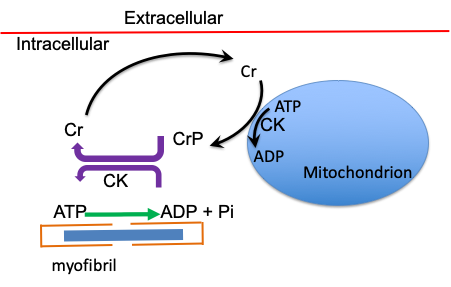 Extracellular
Intracellular
Cr
ATP
Cr
CrP
CK
ADP
CK
Mitochondrion
ATP
ADP + Pi
myofibril